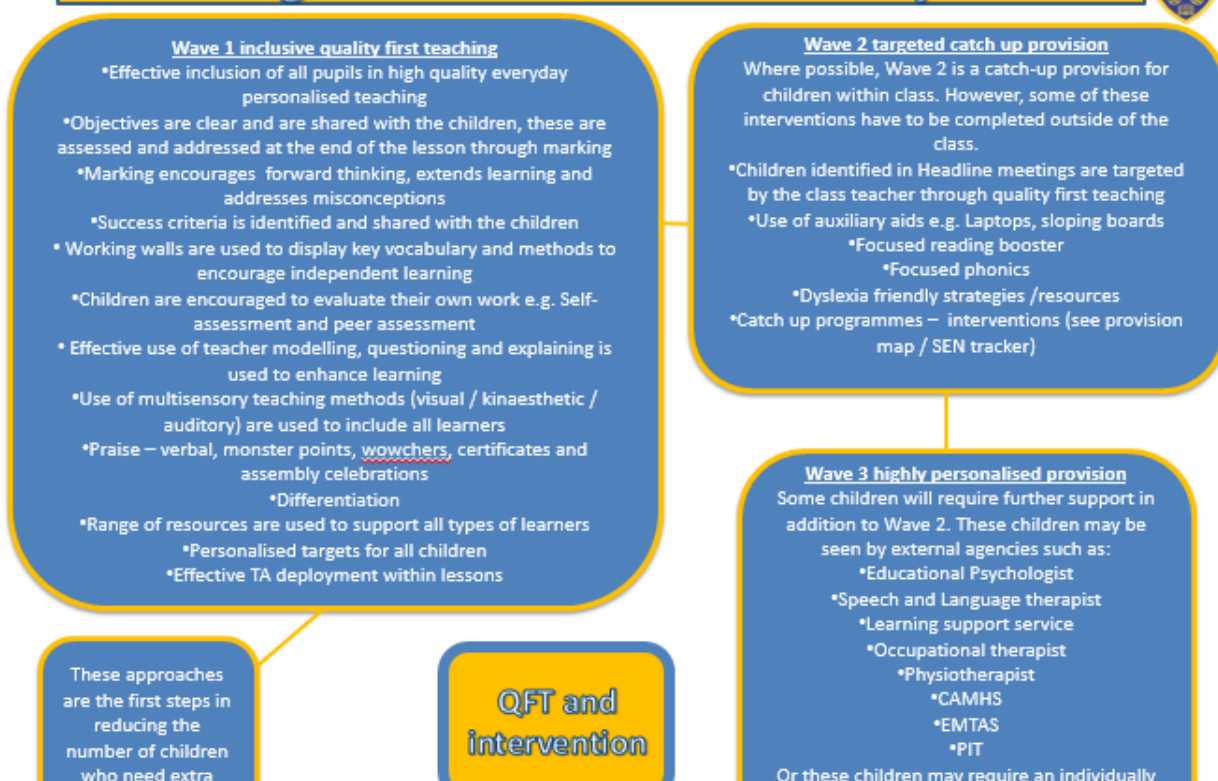 Wave 1 inclusive quality first teaching
•Effective inclusion of all pupils in high quality everyday
personalised teaching
•Objectives are clear and are shared with the children, these are
assessed and addressed at the end of the lesson through marking
•Marking encourages  forward thinking, extends learning and
addresses misconceptions
•Success criteria is identified and shared with the children
• Working walls are used to display key vocabulary and methods to
encourage independent learning
•Children are encouraged to evaluate their own work e.g. Self-
assessment and peer assessment
• Effective use of teacher modelling, questioning and explaining is
used to enhance learning
•Use of multisensory teaching methods (visual / kinaesthetic /
auditory) are used to include all learners
•Praise – verbal, monster points, wowchers, certificates and
assembly celebrations
•Differentiation
•Range of resources are used to support all types of learners
•Personalised targets for all children
•Effective TA deployment within lessons
Wave 2 targeted catch up provision
Where possible, Wave 2 is a catch-up provision for
children within class. However, some of these
interventions have to be completed outside of the
class.
•Children identified in Headline meetings are targeted
by the class teacher through quality first teaching
•Use of auxiliary aids e.g. Laptops, sloping boards
•Focused reading booster
•Focused phonics
•Dyslexia friendly strategies /resources
•Catch up programmes –  interventions (see provision
map / SEN tracker)
Wave 3 highly personalised provision
Some children will require further support in
addition to Wave 2. These children may be
seen by external agencies such as:
•Educational Psychologist
•Speech and Language therapist
•Learning support service
•Occupational therapist
•Physiotherapist
•CAMHS
•EMTAS
•PIT
Or these children may require an individually
These approaches
are the first steps in
reducing the
number of children
who need extra
QFT and
intervention